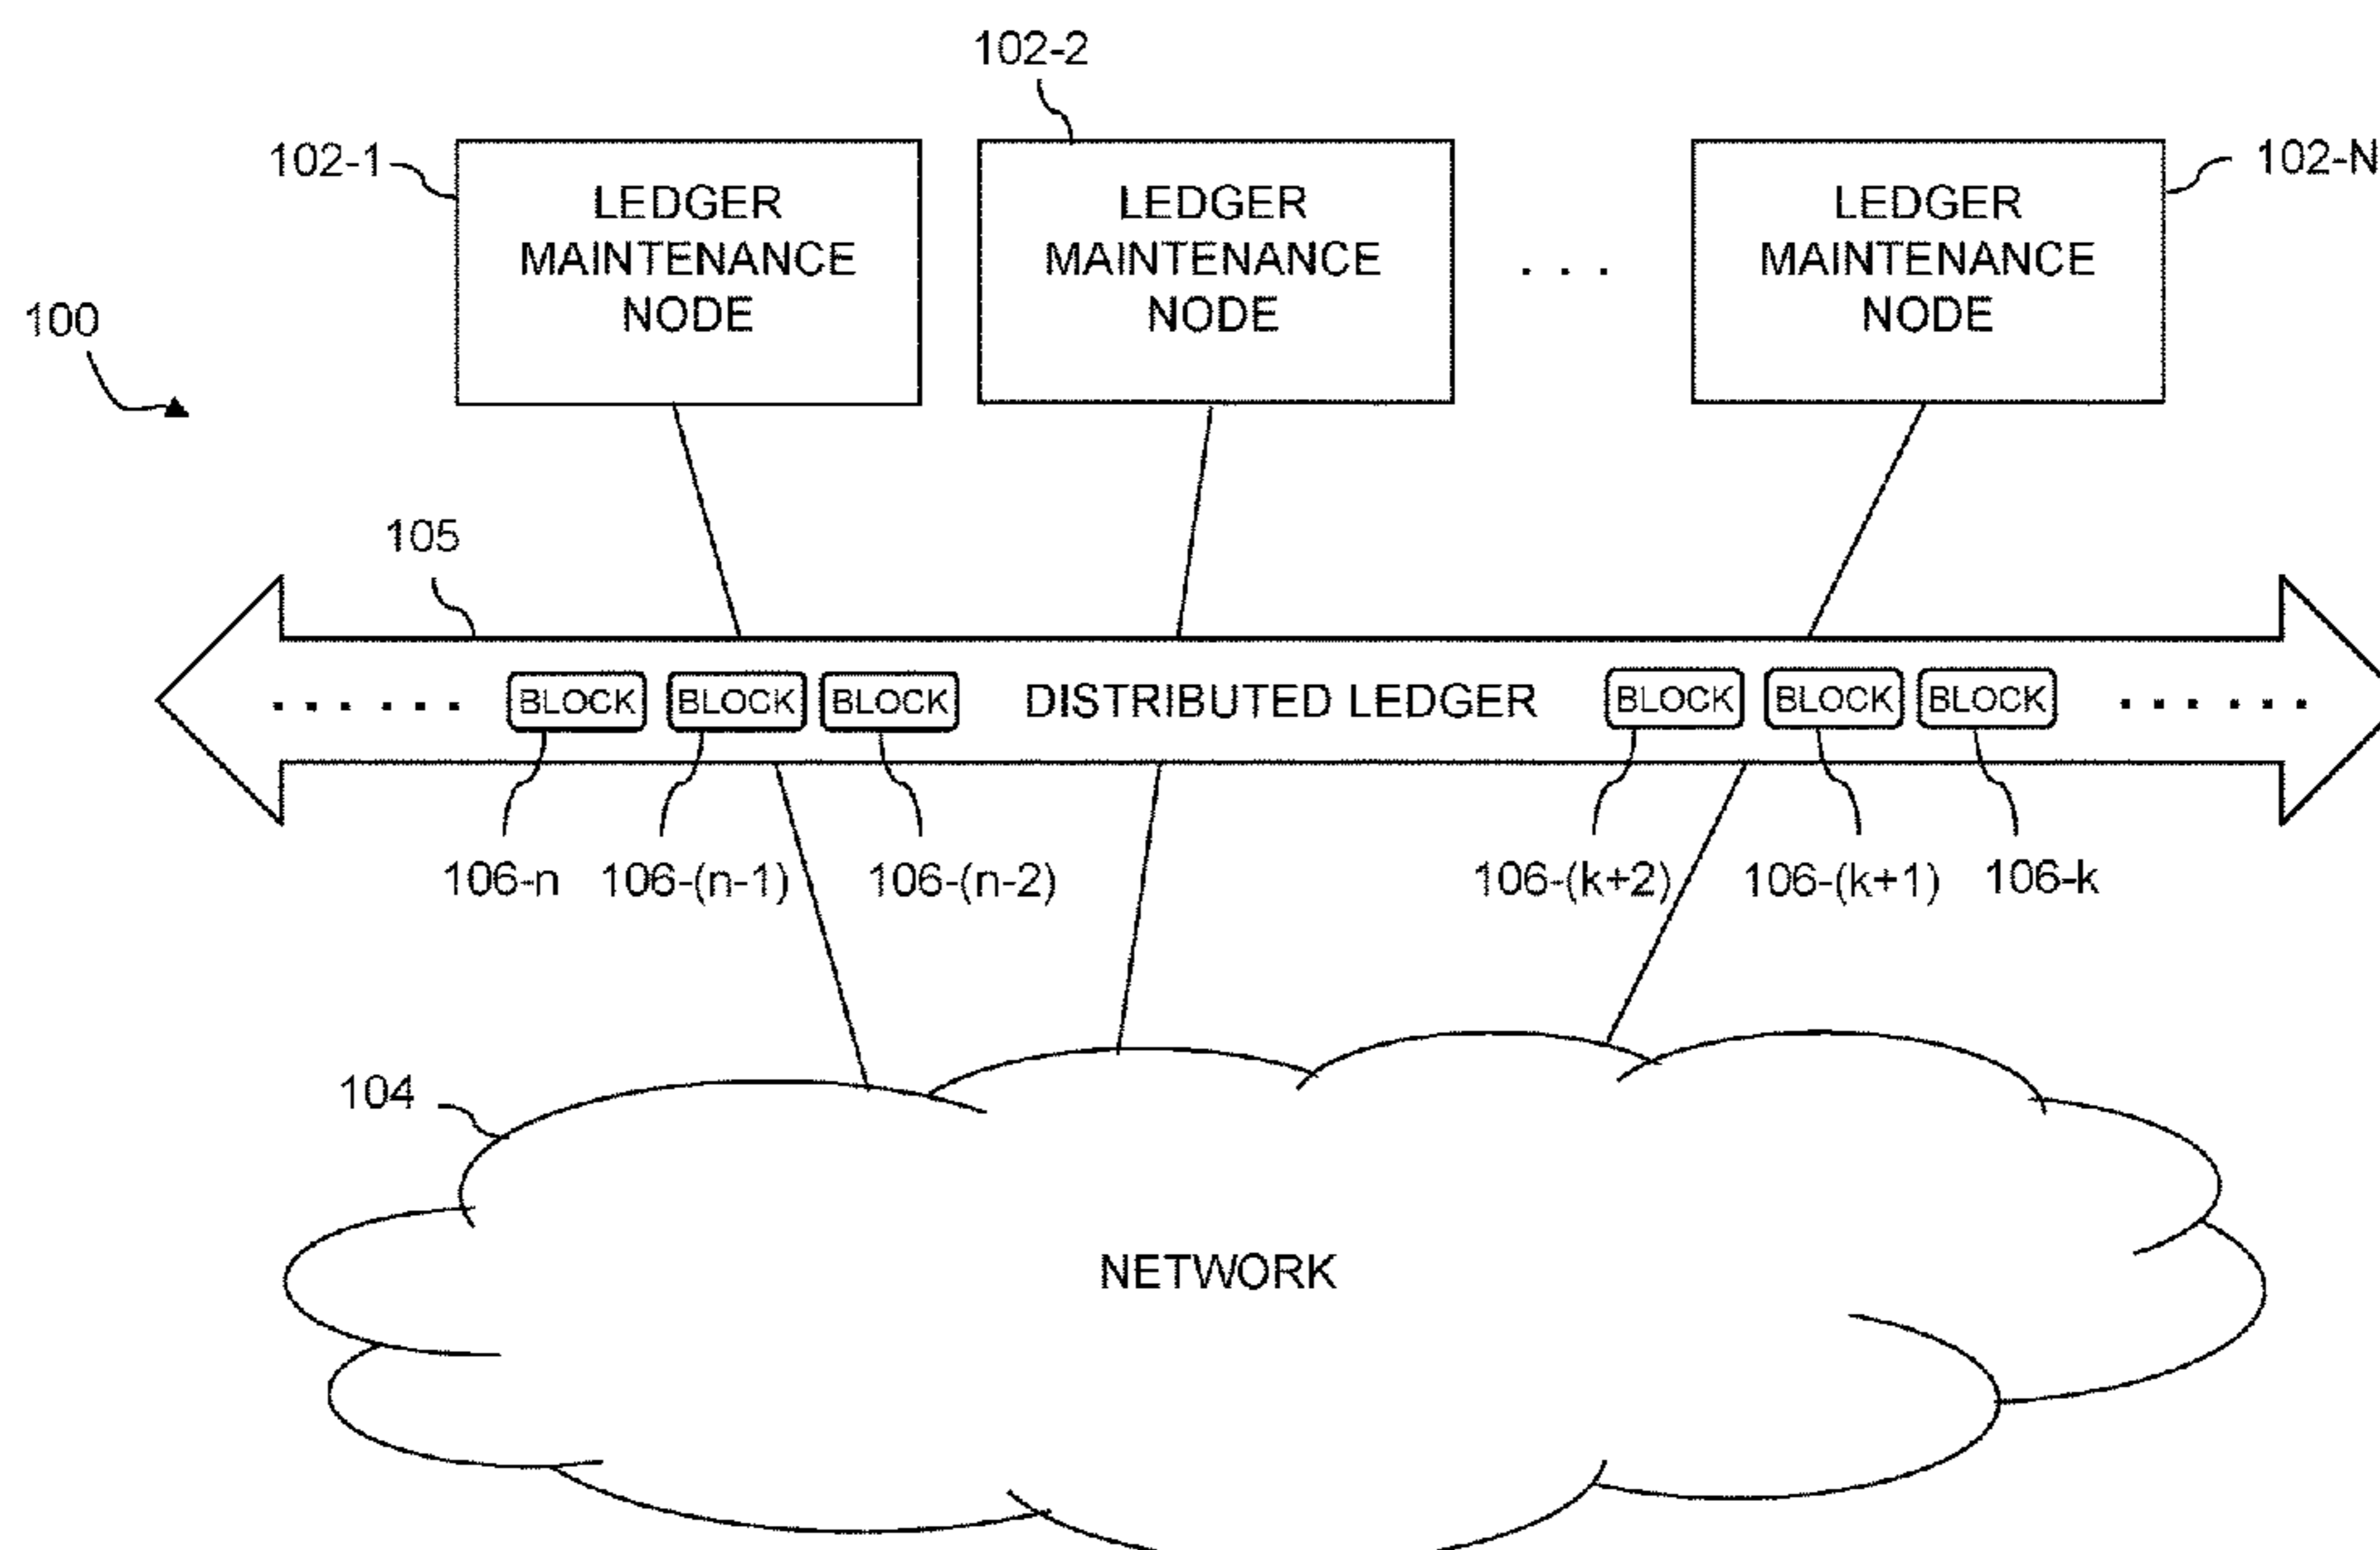 102-2
102-1
102-N
LEDGER
MAINTENANCE
NODE
LEDGER
MAINTENANCE
NODE
. . .
LEDGER
MAINTENANCE
NODE
100
105
...... BLOCK BLOCK BLOCK DISTRIBUTED LEDGER BLOCK BLOCK BLOCK ......
106-n 106-(n-1) 106-(n-2) 106-(k+2) 106-(k+1) 106-k
104
NETWORK